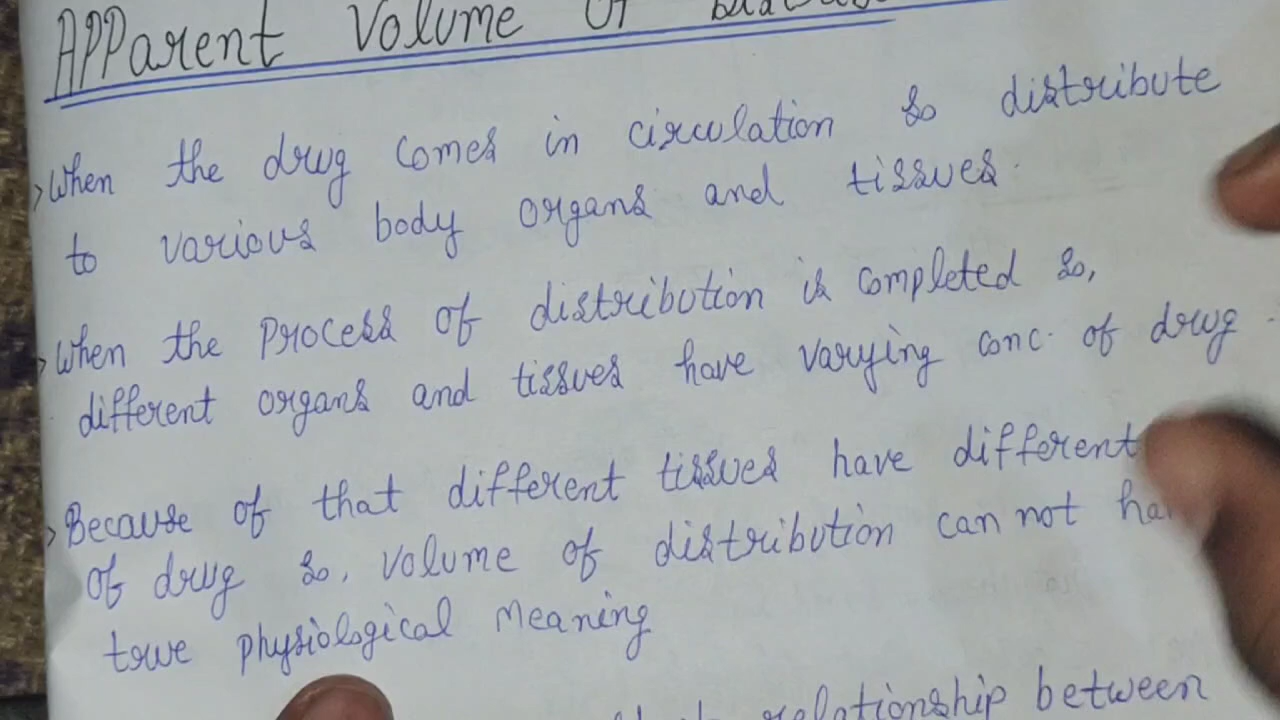 APParent Volume Of
> When the drug comes in circulation so distribute
to various body organs and tissues.
> When the Process of distribution is completed so,
different organs and tissues have varying conc. of drug.
> Because of that different tissues have different
of drug so, volume of distribution can not
true physiological meaning
relationship between